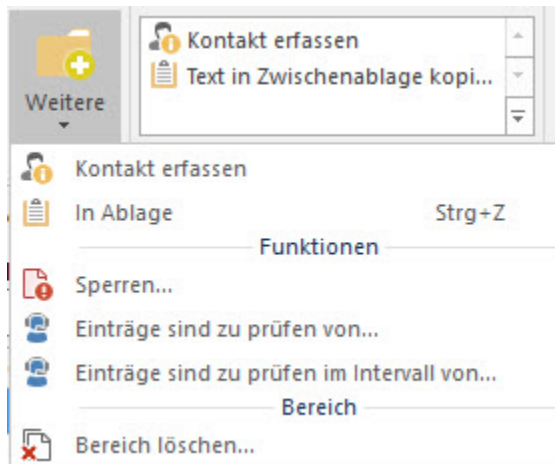 Kontakt erfassen
Text in Zwischenablage kopi...
Weitere
Kontakt erfassen
In Ablage Strg+Z
Funktionen
Sperren...
Einträge sind zu prüfen von...
Einträge sind zu prüfen im Intervall von...
Bereich
Bereich löschen...